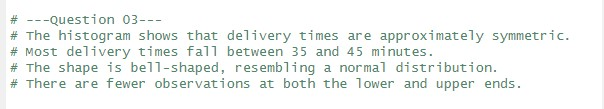 # ---Question 03---
# The histogram shows that delivery times are approximately symmetric.
# Most delivery times fall between 35 and 45 minutes.
# The shape is bell-shaped, resembling a normal distribution.
# There are fewer observations at both the lower and upper ends.